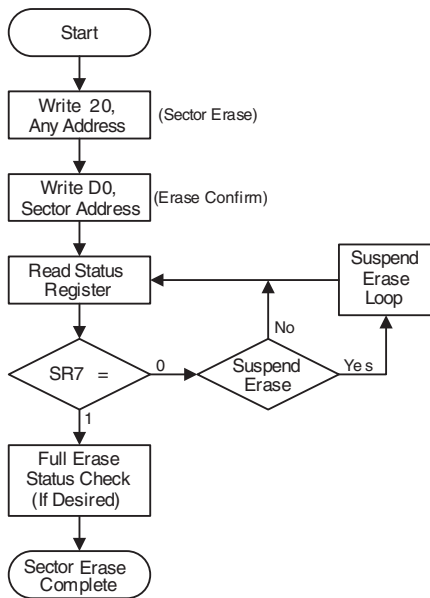 Start
Write 20,
Any Address
(Sector Erase)
Write D0,
Sector Address
(Erase Confirm)
Read Status
Register
Suspend
Erase
Loop
No
SR7 =
0
Suspend
Erase
Yes
1
Full Erase
Status Check
(If Desired)
Sector Erase
Complete